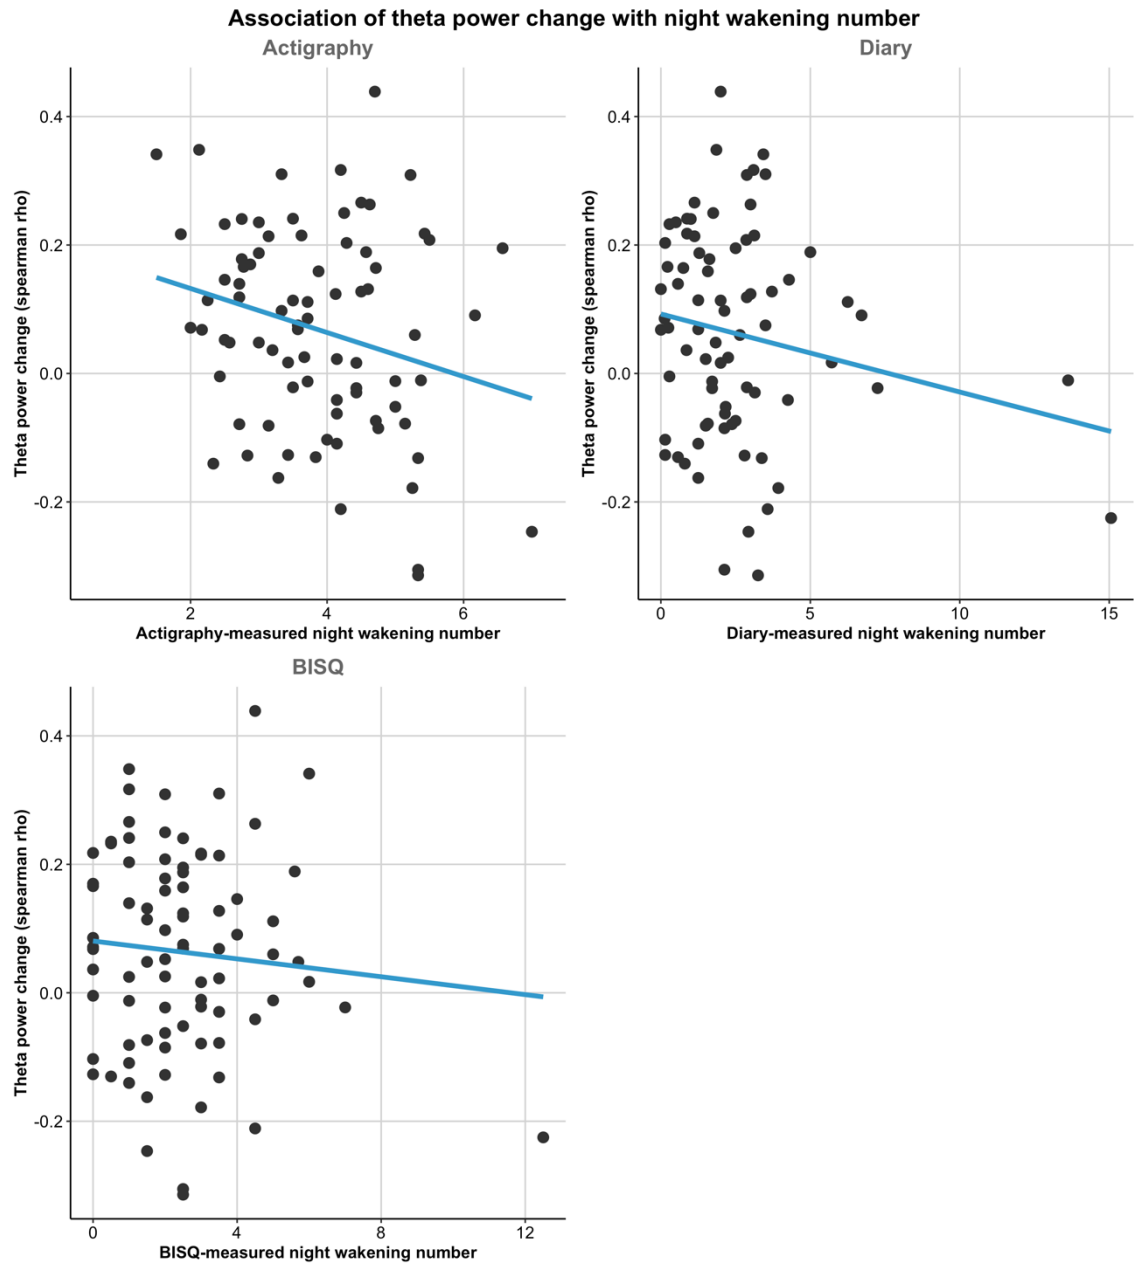 Association of theta power change with night wakening number
Actigraphy
Theta power change (spearman rho)
0.4
0.2
0.0
-0.2
2 4 6
Actigraphy-measured night wakening number
Diary
Theta power change (spearman rho)
0.4
0.2
0.0
-0.2
0 5 10 15
Diary-measured night wakening number
BISQ
Theta power change (spearman rho)
0.4
0.2
0.0
-0.2
0 4 8 12
BISQ-measured night wakening number